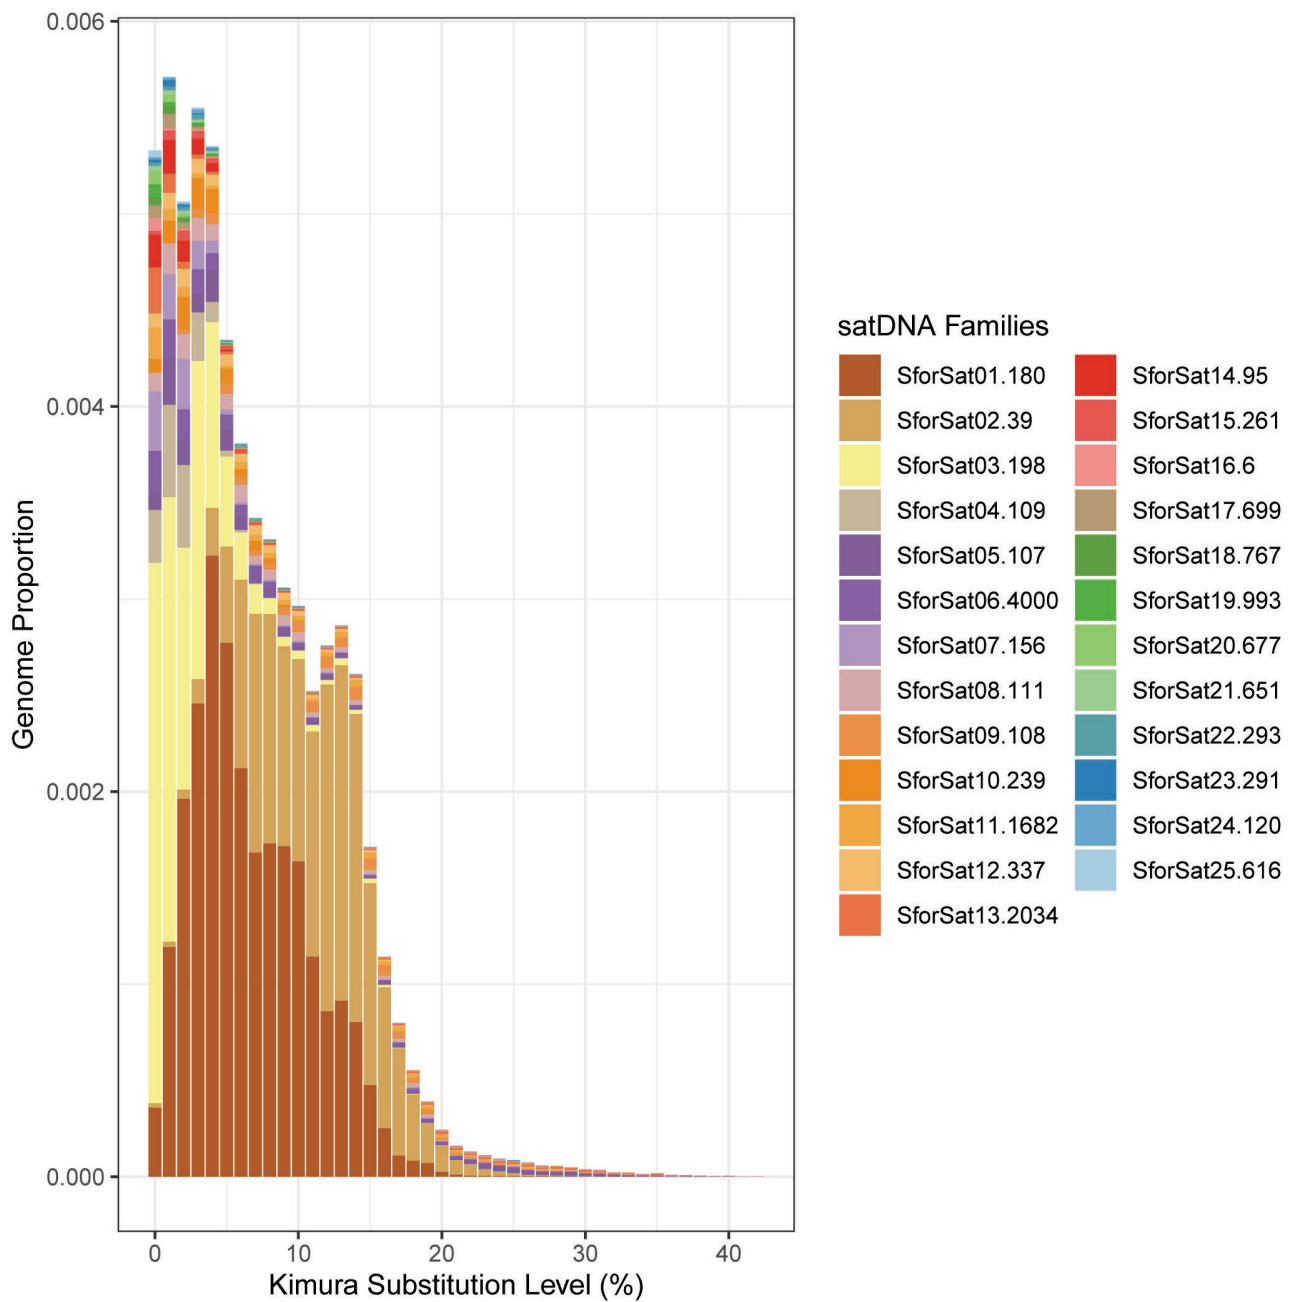 0.006
0.004
0.002
0.000
Genome Proportion
0 10 20 30 40
Kimura Substitution Level (%)
satDNA Families
SforSat01.180
SforSat02.39
SforSat03.198
SforSat04.109
SforSat05.107
SforSat06.4000
SforSat07.156
SforSat08.111
SforSat09.108
SforSat10.239
SforSat11.1682
SforSat12.337
SforSat13.2034
SforSat14.95
SforSat15.261
SforSat16.6
SforSat17.699
SforSat18.767
SforSat19.993
SforSat20.677
SforSat21.651
SforSat22.293
SforSat23.291
SforSat24.120
SforSat25.616